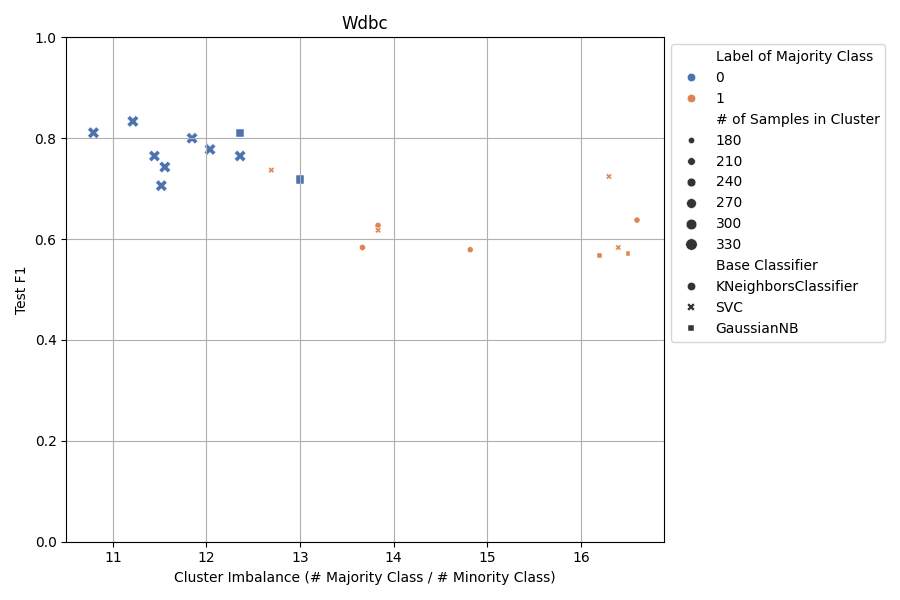 Wdbc
1.0
0.8
0.6
0.4
0.2
0.0
Test F1
11 12 13 14 15 16
Cluster Imbalance (# Majority Class / # Minority Class)
Label of Majority Class
0
1
# of Samples in Cluster
180
210
240
270
300
330
Base Classifier
KNeighborsClassifier
SVC
GaussianNB